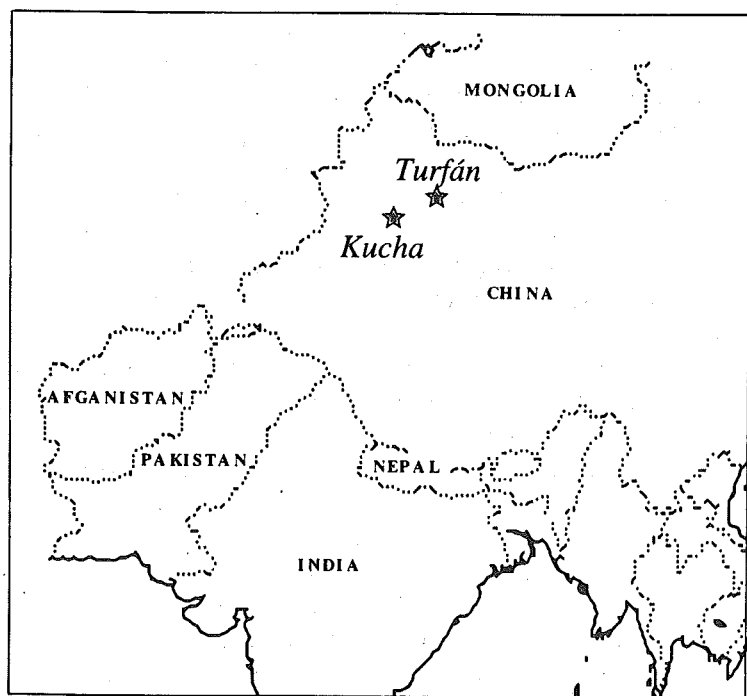 MONGOLIA
Turfán
Kucha
CHINA
AFGANISTAN
PAKISTAN
NEPAL
INDIA